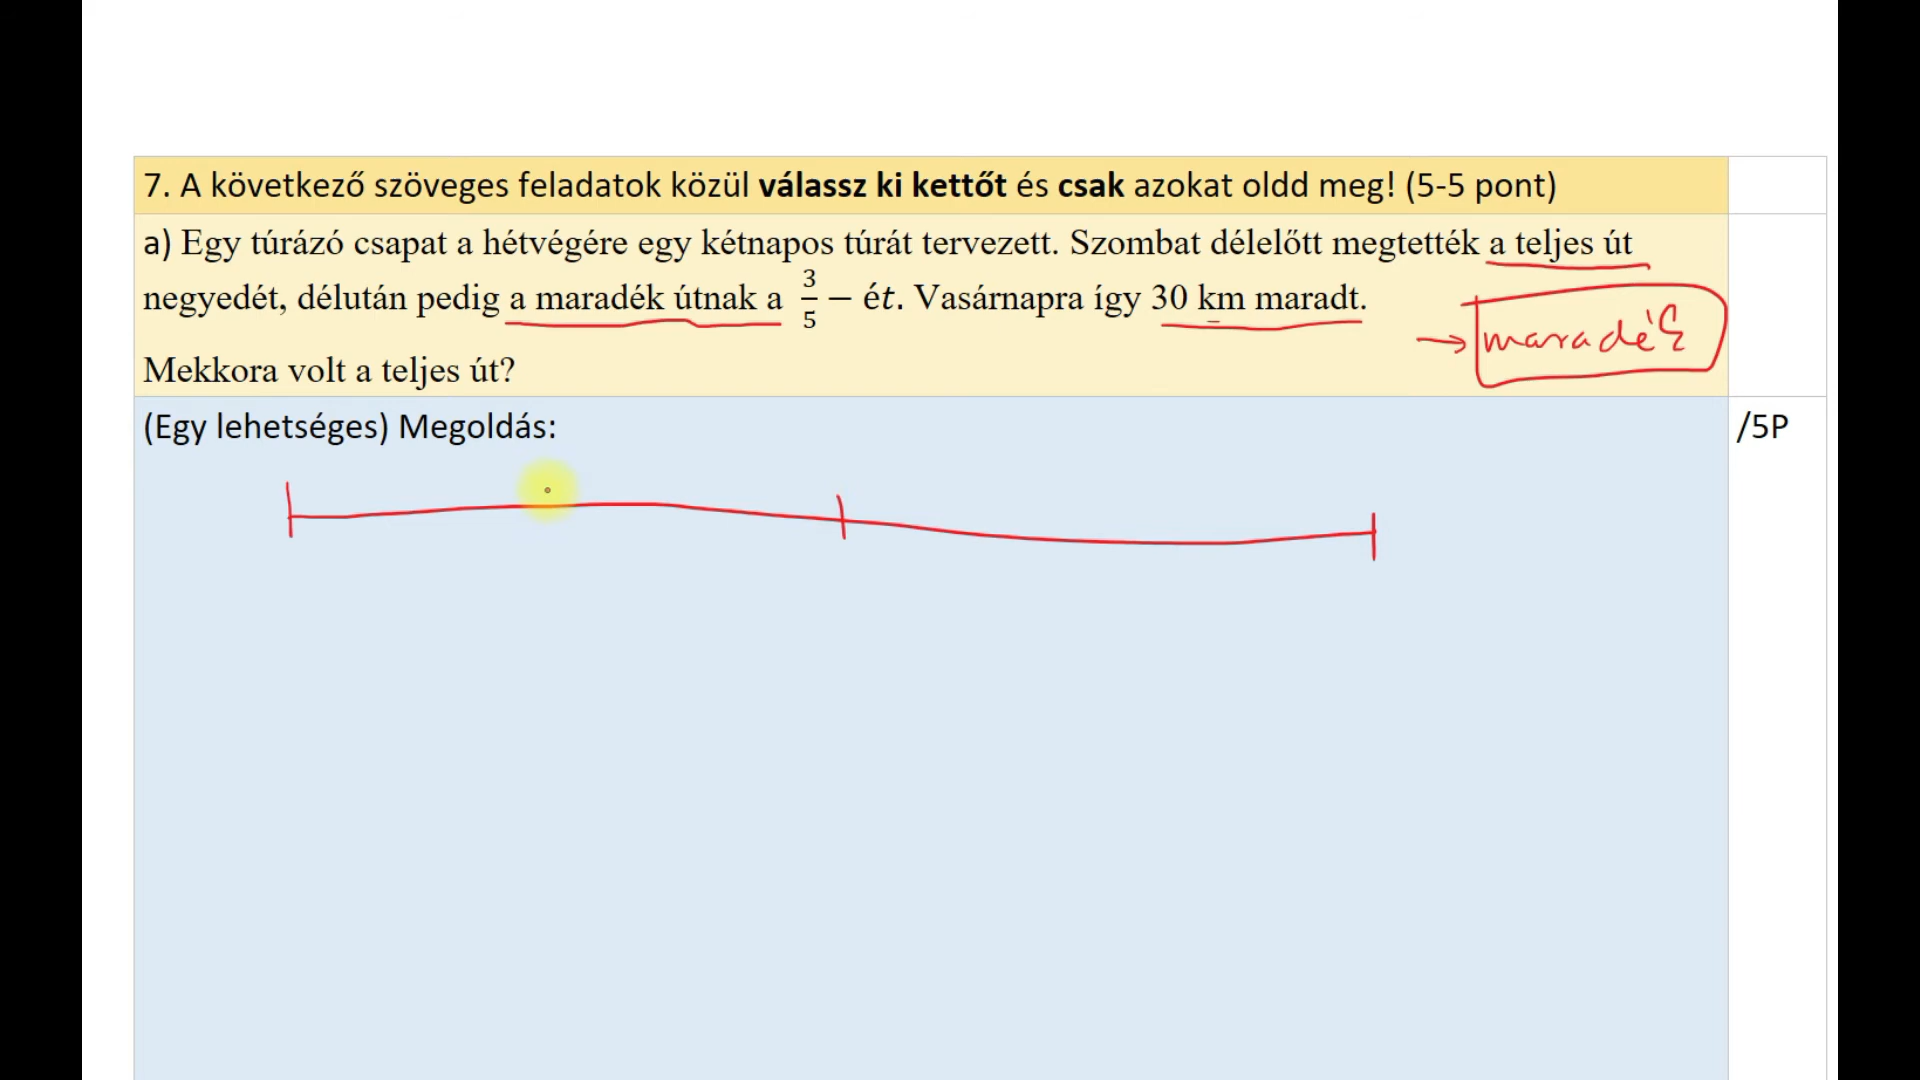 7. A következő szöveges feladatok közül válassz ki kettőt és csak azokat oldd meg! (5-5 pont)
a) Egy túrázó csapat a hétvégére egy kétnapos túrát tervezett. Szombat délelőtt megtették a teljes út
negyedét, délután pedig a maradék útnak a 3/5 – ét. Vasárnapra így 30 km maradt.
→ maradék
Mekkora volt a teljes út?
(Egy lehetséges) Megoldás:
/5P